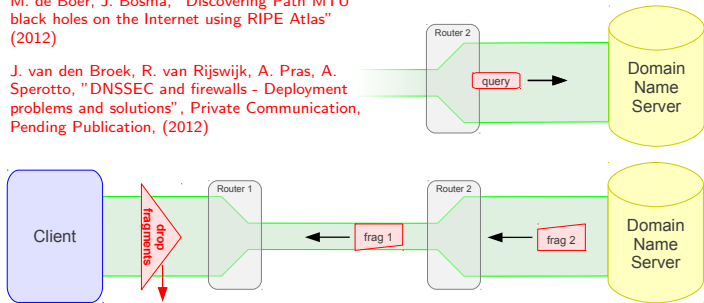 M. de Boer, J. Bosma, "Discovering Path MTU
black holes on the Internet using RIPE Atlas"
(2012)
J. van den Broek, R. van Rijswijk, A. Pras, A.
Sperotto, "DNSSEC and firewalls - Deployment
problems and solutions", Private Communication,
Pending Publication, (2012)
Router 2
query
Domain
Name
Server
Client
drop
fragments
Router 1
frag 1
Router 2
frag 2
Domain
Name
Server